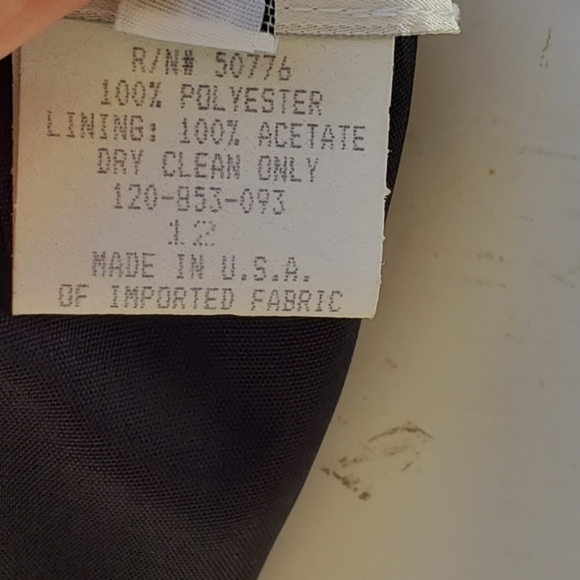 R/N# 50776
100% POLYESTER
LINING: 100% ACETATE
DRY CLEAN ONLY
120-853-093
12
MADE IN U.S.A.
OF IMPORTED FABRIC